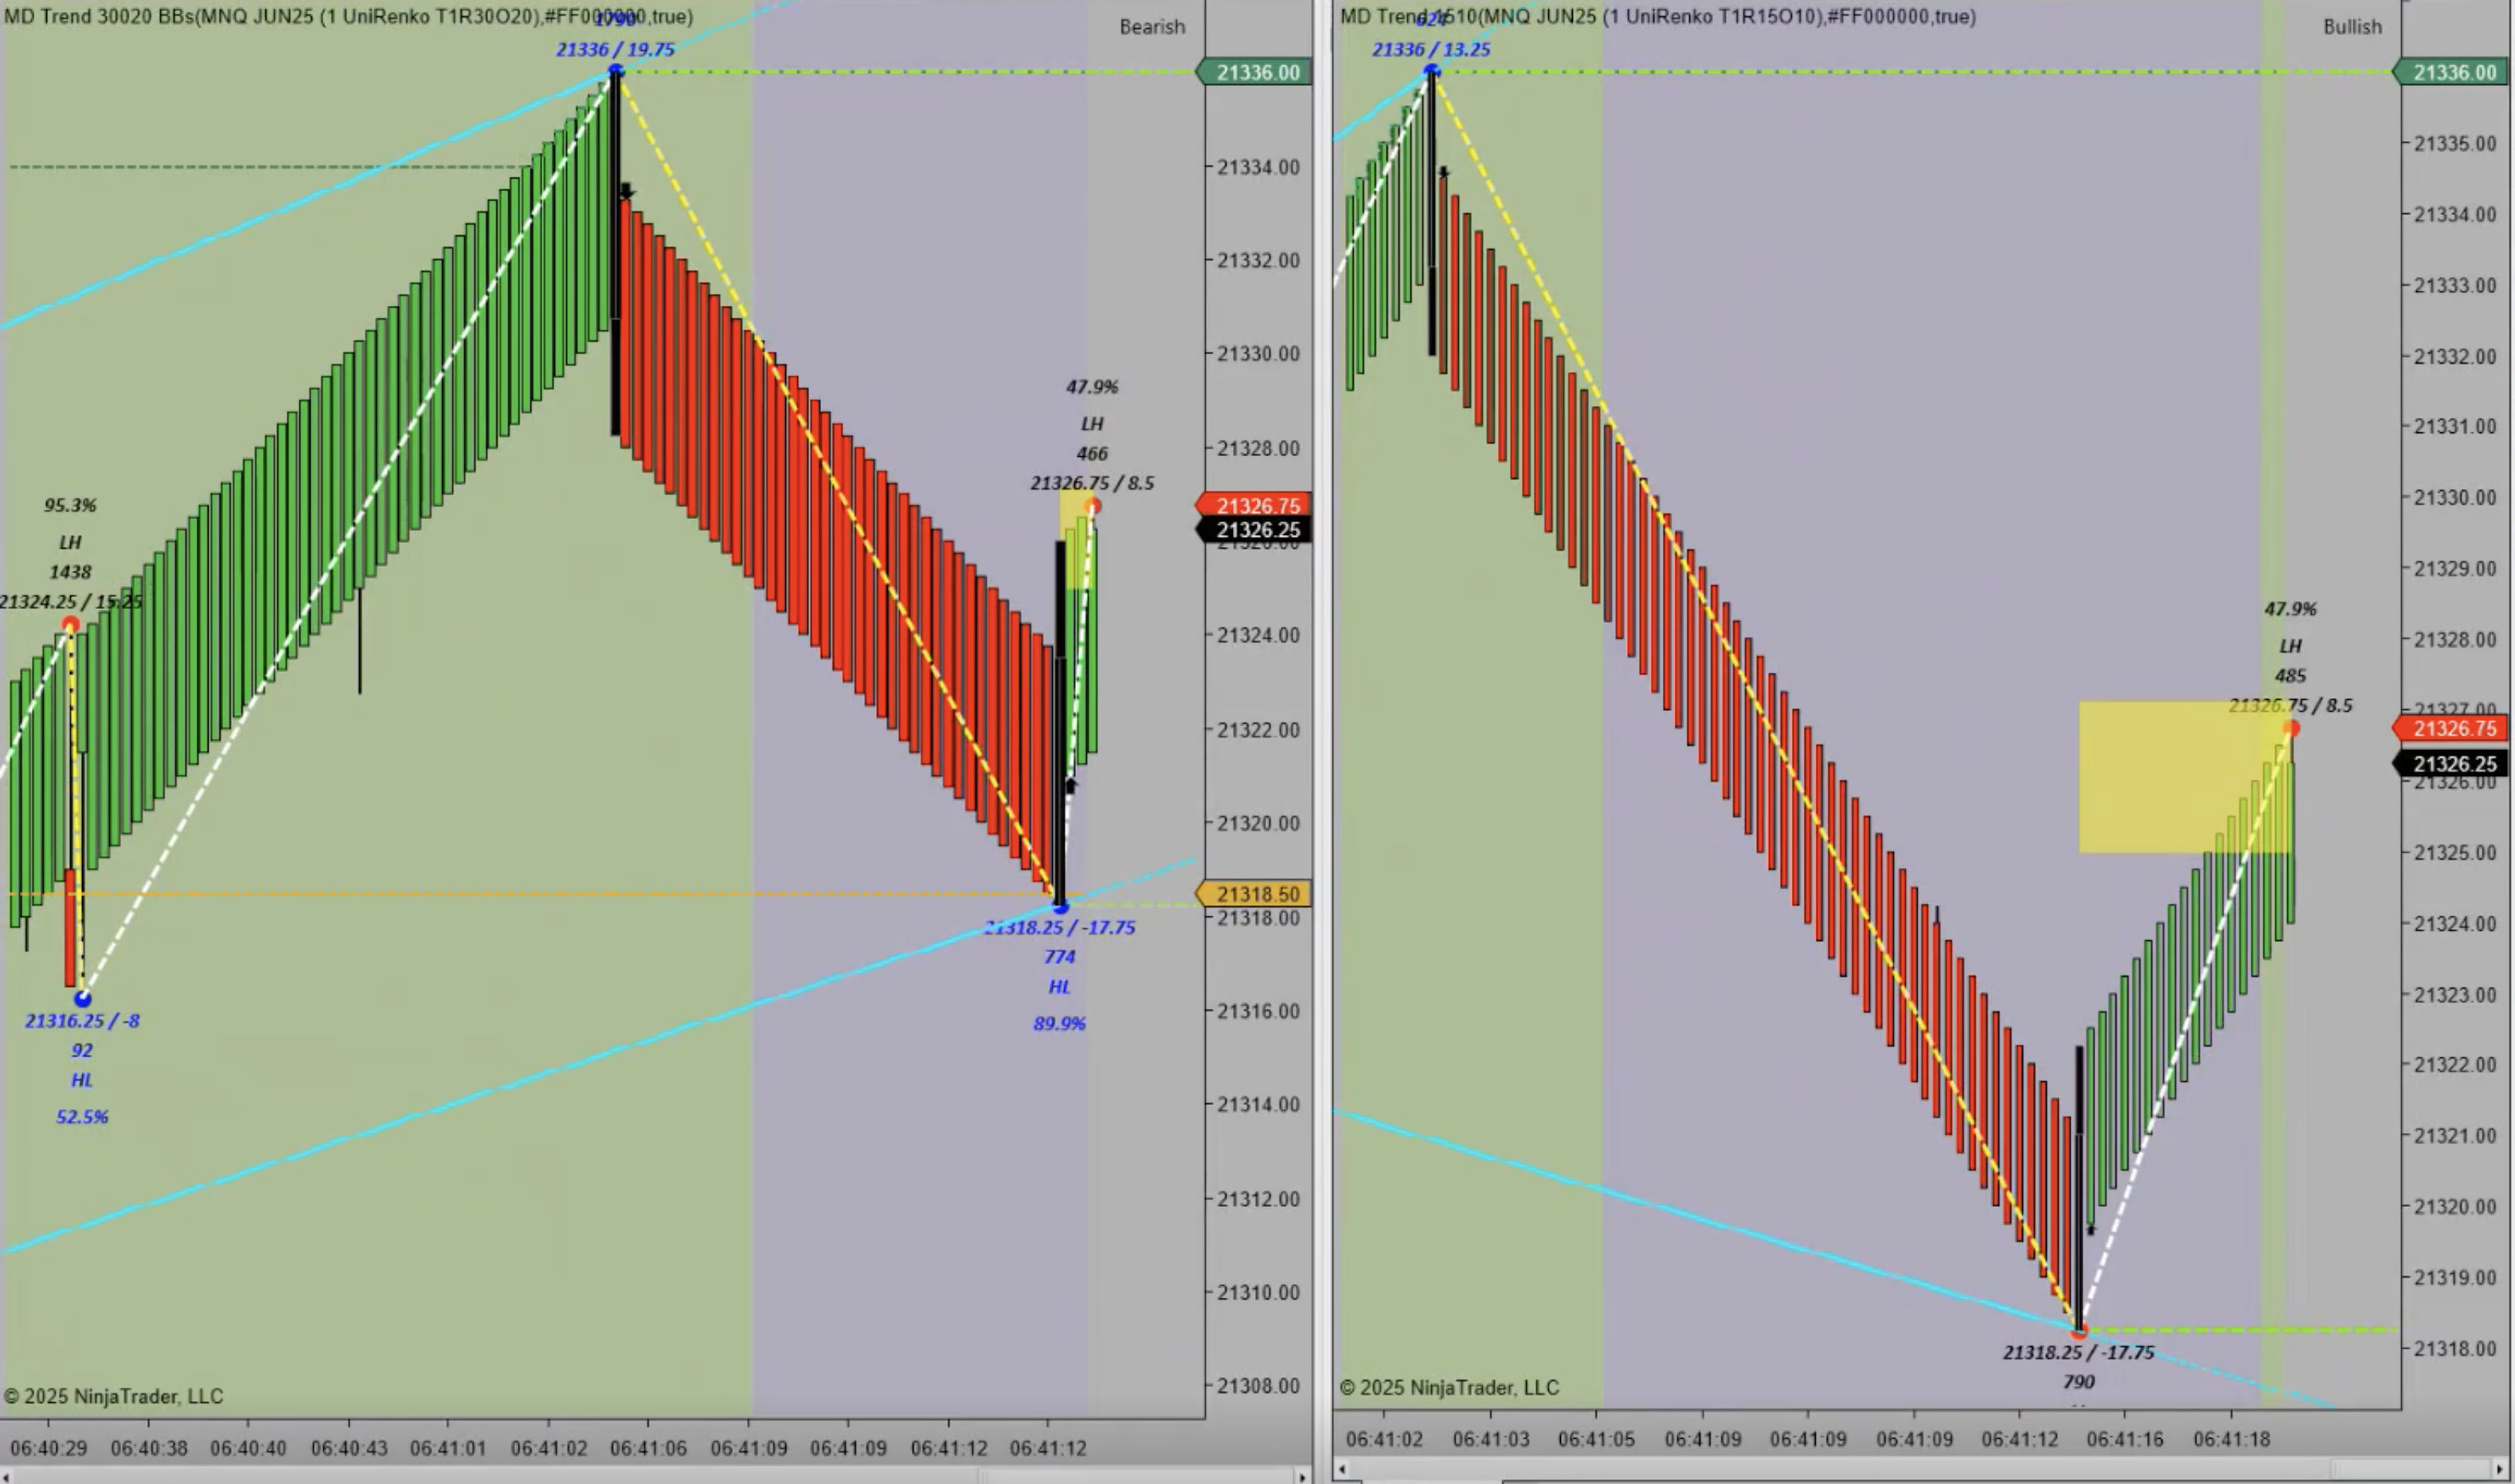 MD Trend 30020 BBs(MNQ JUN25 (1 UniRenko T1R30O20),#FF000000,true)
1790
Bearish
21336 / 19.75
21336.00
21334.00
21332.00
21330.00
47.9%
LH
21328.00
466
21326.75 / 8.5
95.3%
21326.75
21326.25
LH
1438
21324.25 / 15.25
21324.00
21322.00
21320.00
21318.50
21318.00
21318.25 / -17.75
774
HL
89.9%
21316.00
21316.25 / -8
92
HL
52.5%
21314.00
21312.00
21310.00
21308.00
© 2025 NinjaTrader, LLC
06:40:29 06:40:38 06:40:40 06:40:43 06:41:01 06:41:02 06:41:06 06:41:09 06:41:09 06:41:12 06:41:12
MD Trend 1510(MNQ JUN25 (1 UniRenko T1R15O10),#FF000000,true)
Bullish
21336 / 13.25
21336.00
21335.00
21334.00
21333.00
21332.00
21331.00
21330.00
21329.00
47.9%
21328.00
LH
485
21326.75 / 8.5
21327.00
21326.75
21326.25
21326.00
21325.00
21324.00
21323.00
21322.00
21321.00
21320.00
21319.00
21318.00
21318.25 / -17.75
790
© 2025 NinjaTrader, LLC
06:41:02 06:41:03 06:41:05 06:41:09 06:41:09 06:41:09 06:41:12 06:41:16 06:41:18